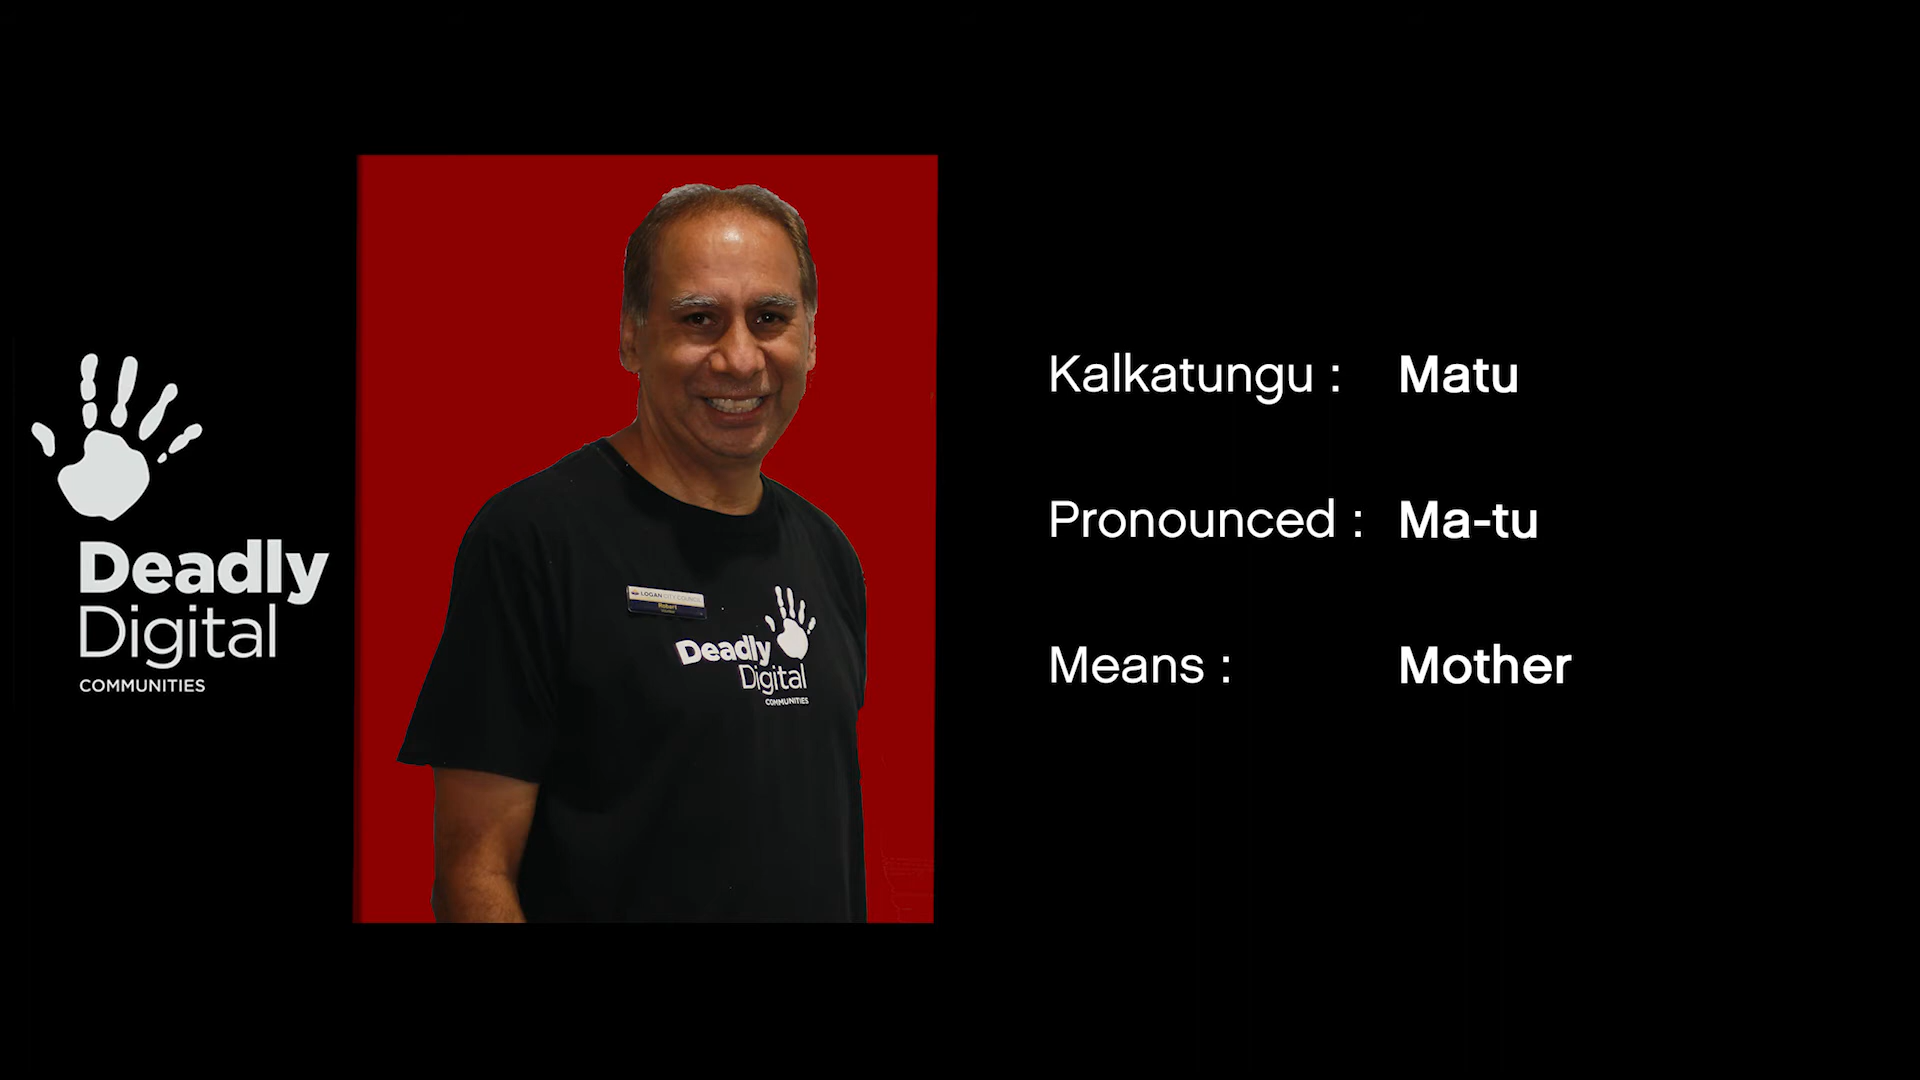 Deadly
Digital
COMMUNITIES
LOGAN CITY COUNCIL
Robert
Deadly
Digital
COMMUNITIES
Kalkatungu : Matu
Pronounced : Ma-tu
Means : Mother